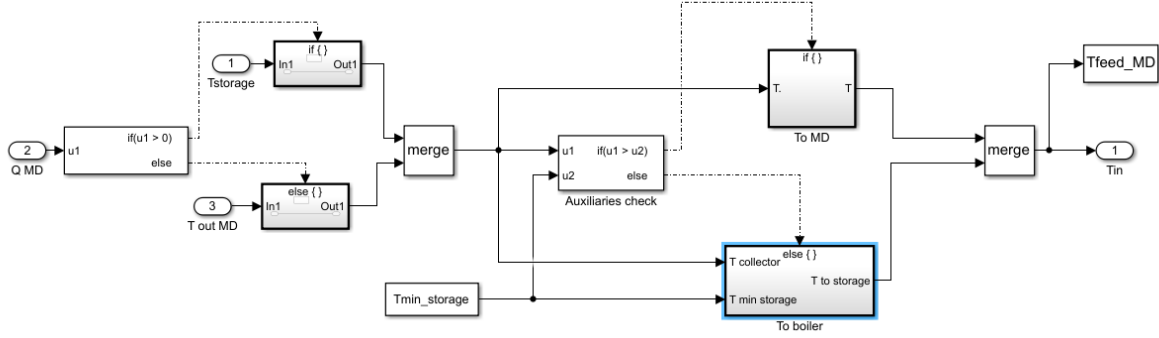 if { }
In1 Out1
1
Tstorage
if(u1 > 0)
u1
else
2
Q MD
else { }
In1 Out1
3
T out MD
merge
u1 if(u1 > u2)
u2 else
Auxiliaries check
if { }
T. T
To MD
Tmin_storage
else { }
T collector
T to storage
T min storage
To boiler
merge
Tfeed_MD
1
Tin